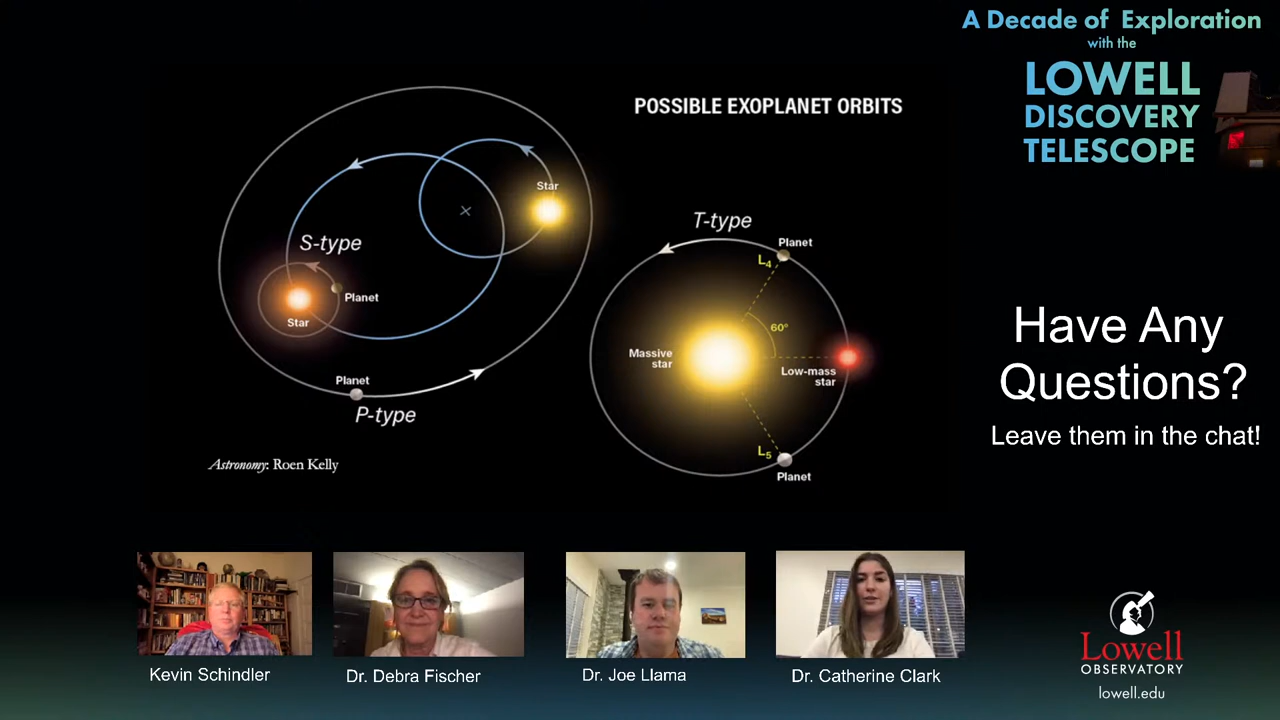 A Decade of Exploration
with the
LOWELL
DISCOVERY
TELESCOPE
POSSIBLE EXOPLANET ORBITS
Star
S-type
Planet
Star
Planet
P-type
Astronomy: Roen Kelly
T-type
Planet
L4
60°
Massive
star
Low-mass
star
L5
Planet
Have Any
Questions?
Leave them in the chat!
Kevin Schindler
Dr. Debra Fischer
Dr. Joe Llama
Dr. Catherine Clark
Lowell
OBSERVATORY
lowell.edu